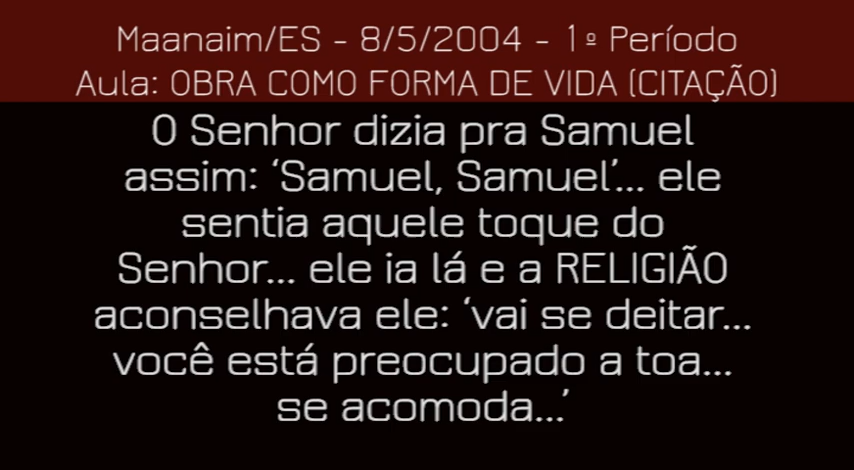 Maanaim/ES - 8/5/2004 - 1º Período
Aula: OBRA COMO FORMA DE VIDA (CITAÇÃO)
O Senhor dizia pra Samuel
assim: ‘Samuel, Samuel’... ele
sentia aquele toque do
Senhor... ele ia lá e a RELIGIÃO
aconselhava ele: ‘vai se deitar...
você está preocupado a toa...
se acomoda...’